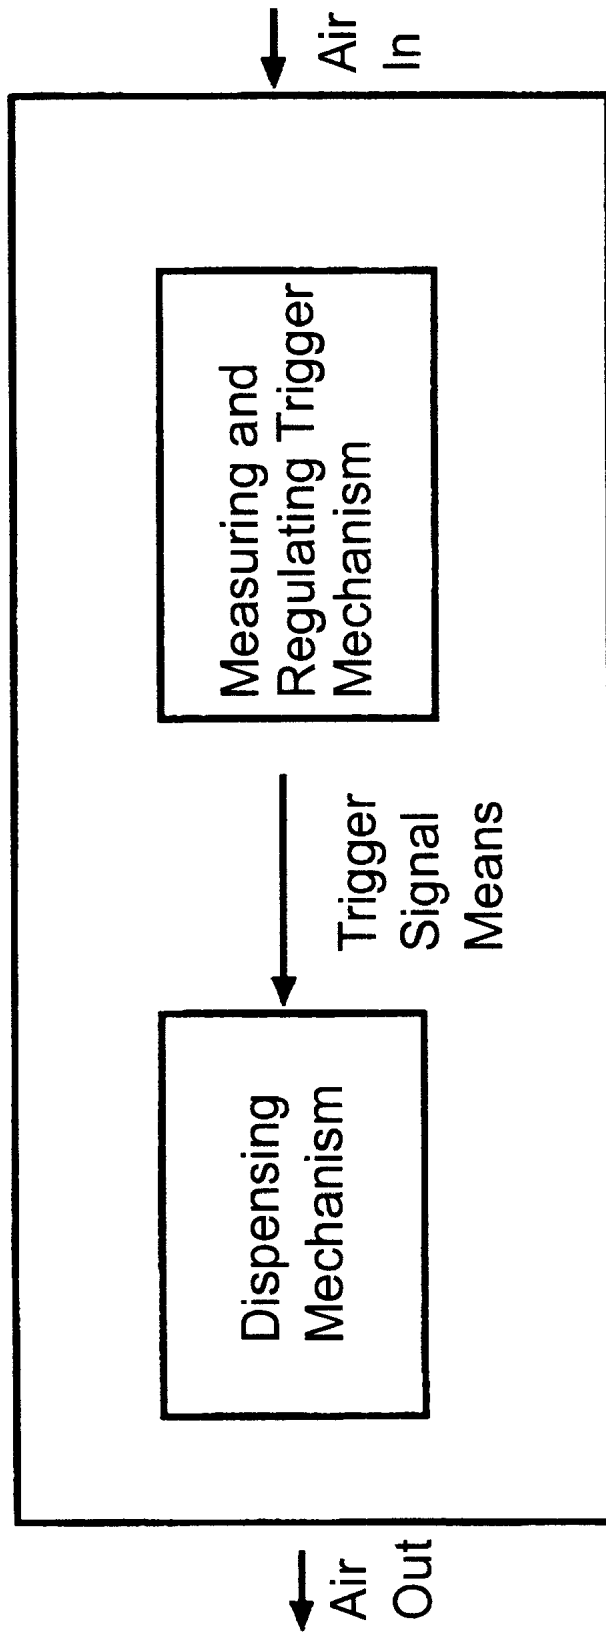 Air
In
Measuring and
Regulating Trigger
Mechanism
Trigger
Signal
Means
Dispensing
Mechanism
Air
Out